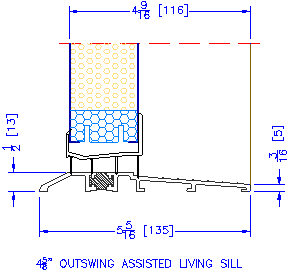 4 9/16 [116]
1/2 [13]
3/16 [5]
5 5/16 [135]
4 5/8" OUTSWING ASSISTED LIVING SILL